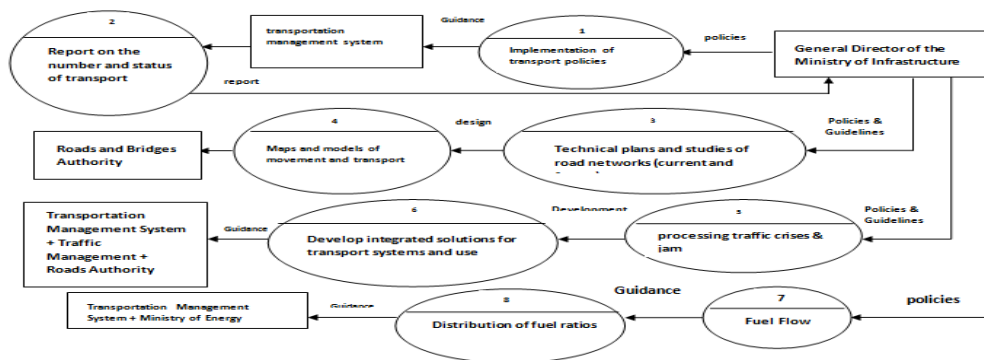 2
Report on the
number and status
of transport
transportation
management system
Guidance
1
Implementation of
transport policies
policies
General Director of the
Ministry of Infrastructure
report
Roads and Bridges
Authority
4
Maps and models of
movement and transport
design
3
Technical plans and studies of
road networks (current and
Policies &
Guidelines
Transportation
Management System
+ Traffic
Management +
Roads Authority
Guidance
6
Develop integrated solutions for
transport systems and use
Development
5
processing traffic crises &
jam
Policies &
Guidelines
Transportation Management
System + Ministry of Energy
Guidance
8
Distribution of fuel ratios
Guidance
7
Fuel Flow
policies